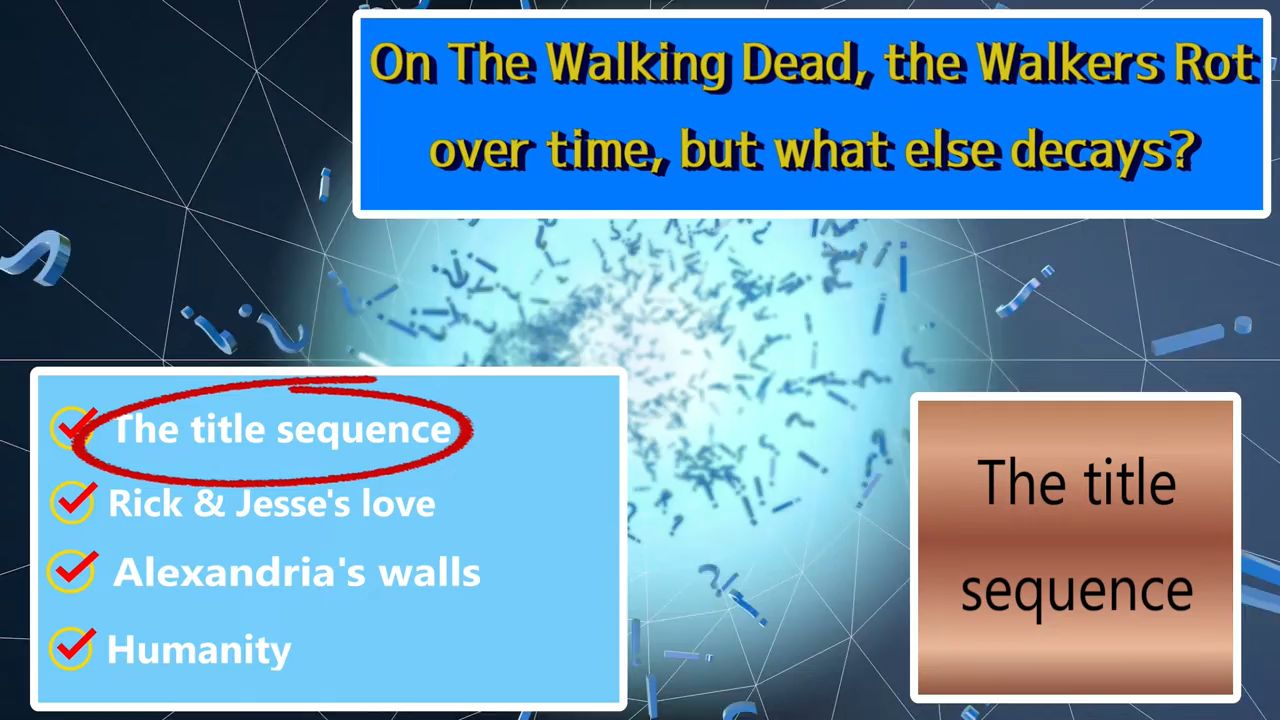 On The Walking Dead, the Walkers Rot
over time, but what else decays?
The title sequence
Rick & Jesse's love
Alexandria's walls
Humanity
The title
sequence